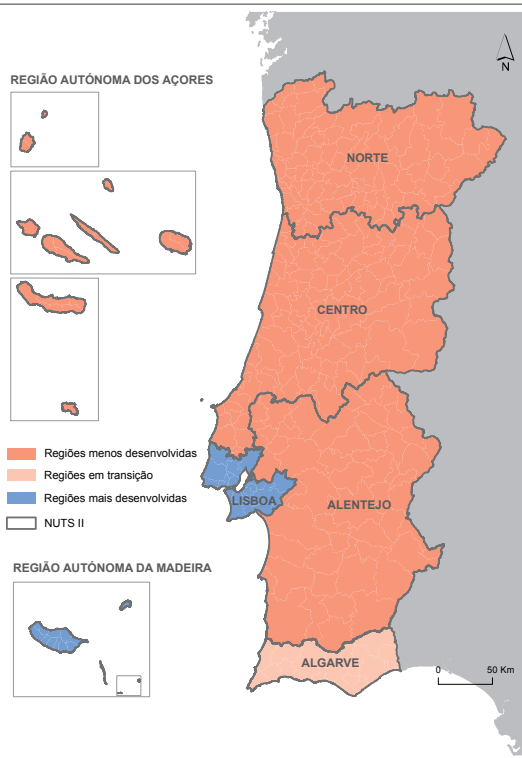 N
REGIÃO AUTÓNOMA DOS AÇORES
NORTE
CENTRO
Regiões menos desenvolvidas
Regiões em transição
Regiões mais desenvolvidas
NUTS II
LISBOA
ALENTEJO
REGIÃO AUTÓNOMA DA MADEIRA
ALGARVE
0 50 Km